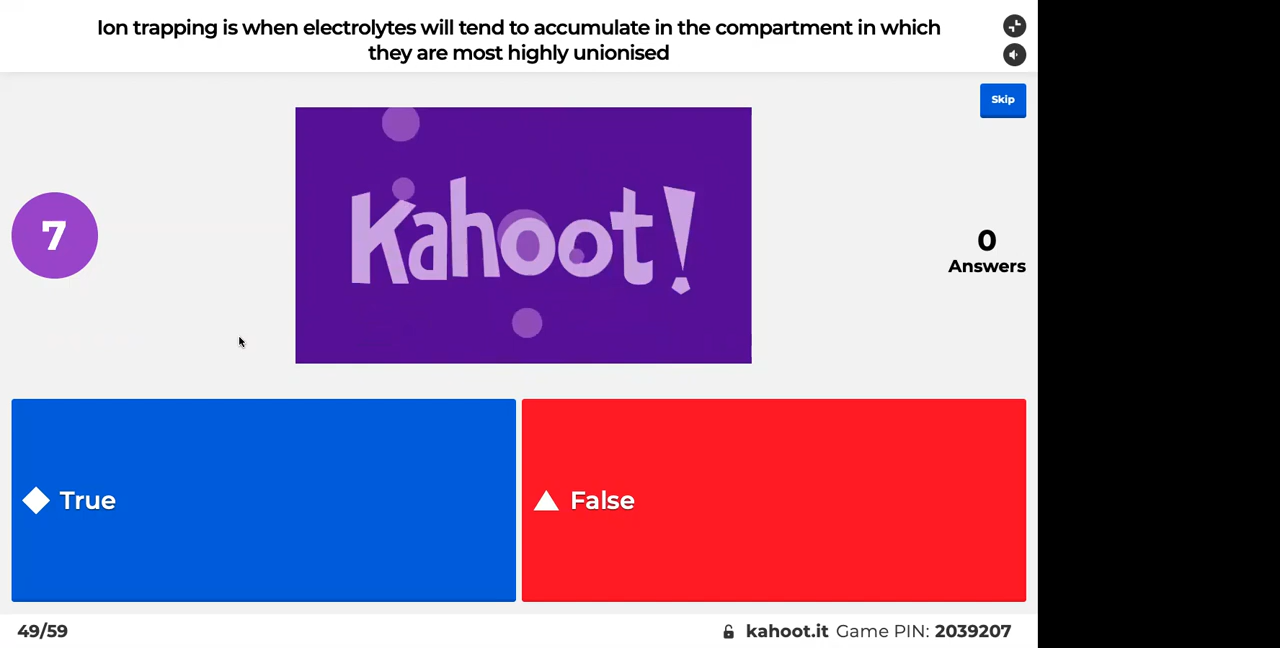 Ion trapping is when electrolytes will tend to accumulate in the compartment in which
they are most highly unionised
Skip
7
Kahoot!
0
Answers
True
False
49/59
kahoot.it Game PIN: 2039207